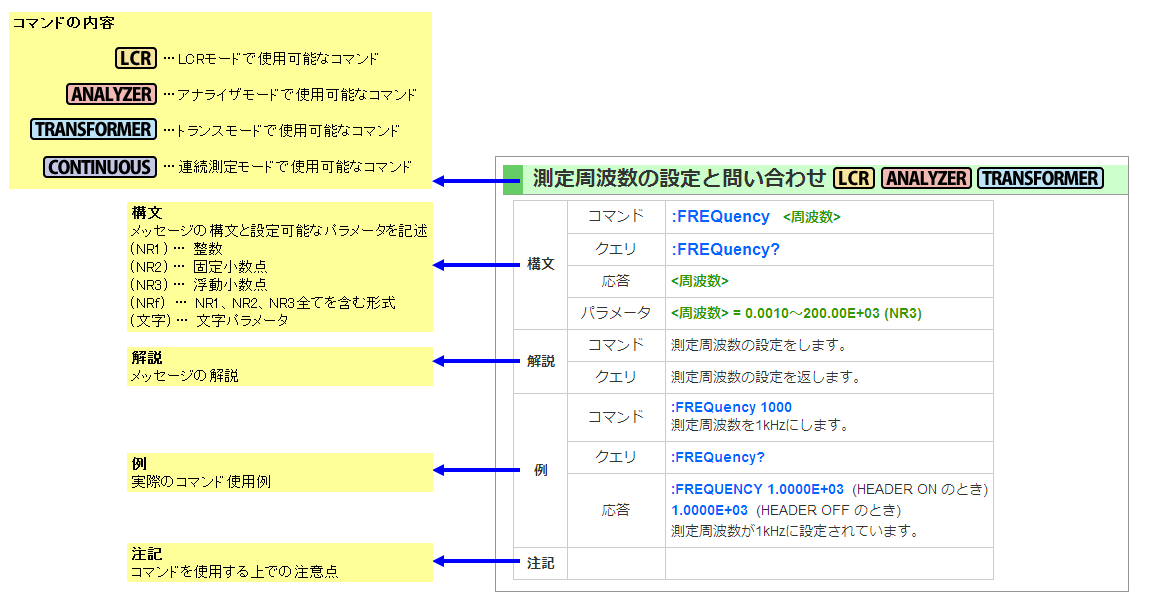 コマンドの内容
LCR … LCRモードで使用可能なコマンド
ANALYZER … アナライザモードで使用可能なコマンド
TRANSFORMER … トランスモードで使用可能なコマンド
CONTINUOUS … 連続測定モードで使用可能なコマンド
測定周波数の設定と問い合わせ LCR ANALYZER TRANSFORMER
構文
メッセージの構文と設定可能なパラメータを記述
(NR1) … 整数
(NR2) … 固定小数点
(NR3) … 浮動小数点
(NRf) … NR1、NR2、NR3全てを含む形式
(文字) … 文字パラメータ
構文
コマンド :FREQuency <周波数>
クエリ :FREQuency?
応答 <周波数>
パラメータ <周波数> = 0.0010～200.00E+03 (NR3)
解説
メッセージの解説
解説
コマンド 測定周波数の設定をします。
クエリ 測定周波数の設定を返します。
例
実際のコマンド使用例
例
コマンド :FREQuency 1000
測定周波数を1kHzにします。
クエリ :FREQuency?
応答 :FREQUENCY 1.0000E+03 (HEADER ON のとき)
1.0000E+03 (HEADER OFF のとき)
測定周波数が1kHzに設定されています。
注記
コマンドを使用する上での注意点
注記